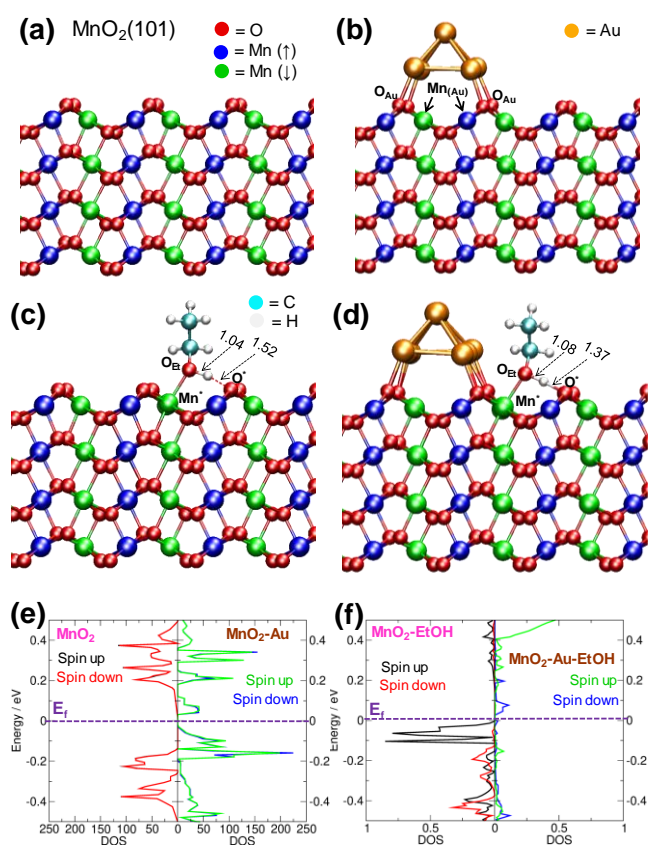 (a) MnO2(101)
= O
= Mn (↑)
= Mn (↓)
(b) = Au
OAu Mn(Au) OAu
(c) = C
= H
1.04 1.52
OEt O*
Mn*
(d)
1.08 1.37
OEt O*
Mn*
(e)
MnO2 MnO2-Au
Spin up
Spin down
Spin up
Spin down
Ef
Energy / eV
0.4 0.2 0 -0.2 -0.4
0.4 0.2 0 -0.2 -0.4
250 200 150 100 50 0 50 100 150 200 250
DOS DOS
(f)
MnO2-EtOH
MnO2-Au-EtOH
Spin up
Spin down
Spin up
Spin down
Ef
Energy / eV
0.4 0.2 0 -0.2 -0.4
0.4 0.2 0 -0.2 -0.4
1 0.5 0 0.5 1
DOS DOS